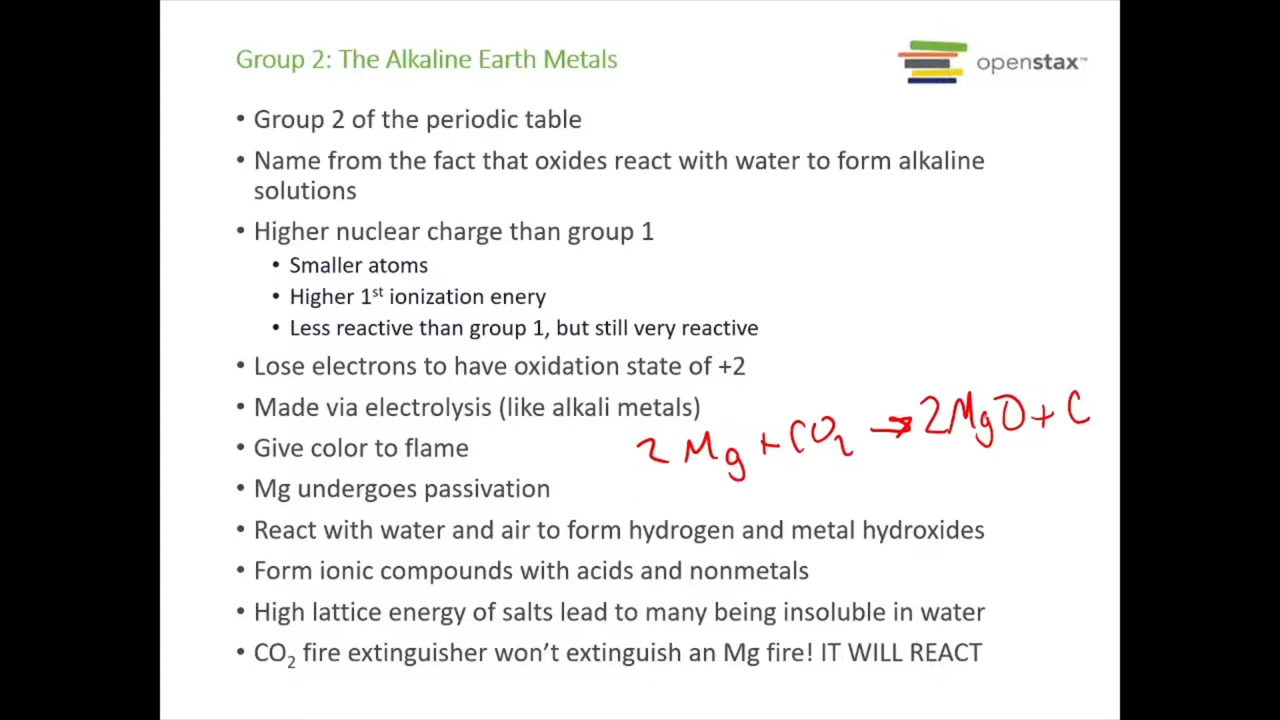 Group 2: The Alkaline Earth Metals
openstax™
• Group 2 of the periodic table
• Name from the fact that oxides react with water to form alkaline
solutions
• Higher nuclear charge than group 1
• Smaller atoms
• Higher 1st ionization enery
• Less reactive than group 1, but still very reactive
• Lose electrons to have oxidation state of +2
• Made via electrolysis (like alkali metals)
2 Mg + CO₂ → 2MgO + C
• Give color to flame
• Mg undergoes passivation
• React with water and air to form hydrogen and metal hydroxides
• Form ionic compounds with acids and nonmetals
• High lattice energy of salts lead to many being insoluble in water
• CO₂ fire extinguisher won’t extinguish an Mg fire! IT WILL REACT